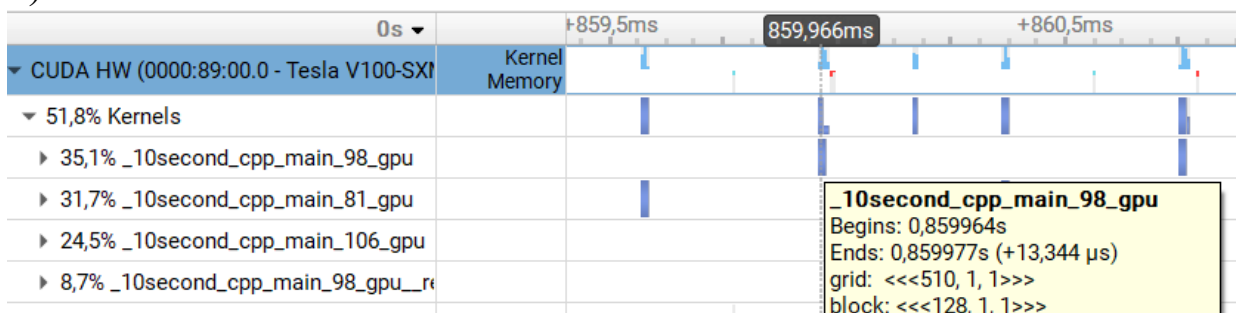 0s +859,5ms 859,966ms +860,5ms
CUDA HW (0000:89:00.0 - Tesla V100-SXM Kernel
Memory
51,8% Kernels
35,1% _10second_cpp_main_98_gpu
31,7% _10second_cpp_main_81_gpu
_10second_cpp_main_98_gpu
Begins: 0,859964s
24,5% _10second_cpp_main_106_gpu
Ends: 0,859977s (+13,344 µs)
grid: <<<510, 1, 1>>>
8,7% _10second_cpp_main_98_gpu__re
block: <<<128, 1, 1>>>